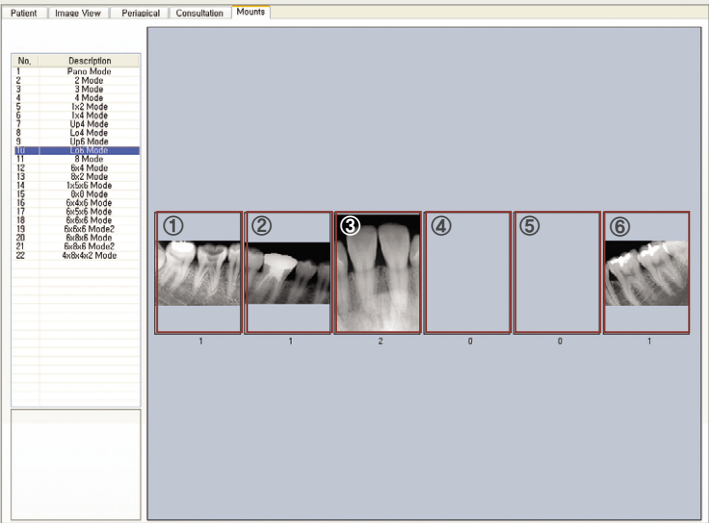 Patient Image View Periapical Consultation Mounts
No. Description
1 Pano Mode
2 2 Mode
3 3 Mode
4 4 Mode
5 1x2 Mode
6 1x4 Mode
7 Up4 Mode
8 Lo4 Mode
9 Up6 Mode
10 Lo6 Mode
11 8 Mode
12 6x4 Mode
13 8x2 Mode
14 1x5x6 Mode
15 8x8 Mode
16 6x4x6 Mode
17 6x5x6 Mode
18 6x6x6 Mode
19 6x6x6 Mode2
20 6x8x6 Mode
21 6x8x6 Mode2
22 4x8x4x2 Mode
① ② ③ ④ ⑤ ⑥
1 1 2 0 0 1